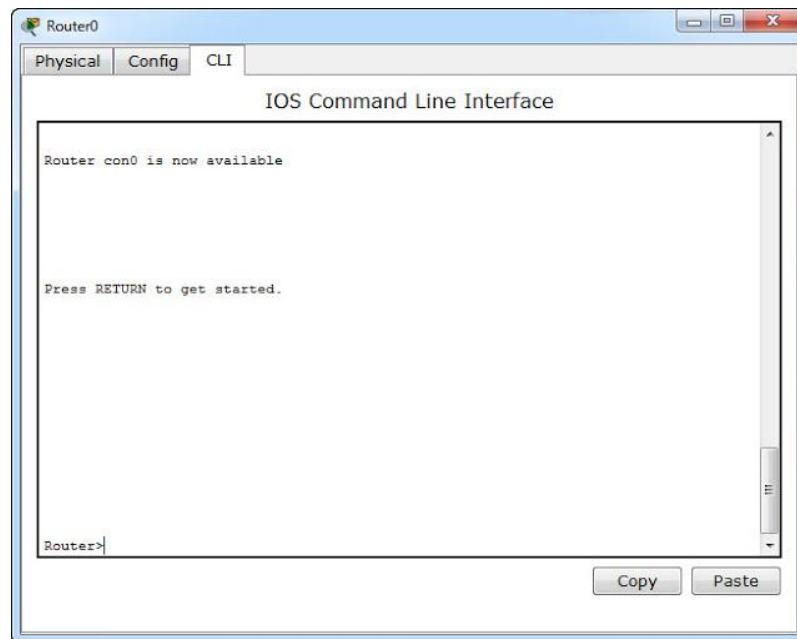 Router0
Physical Config CLI
IOS Command Line Interface
Router con0 is now available
Press RETURN to get started.
Router>
Copy Paste